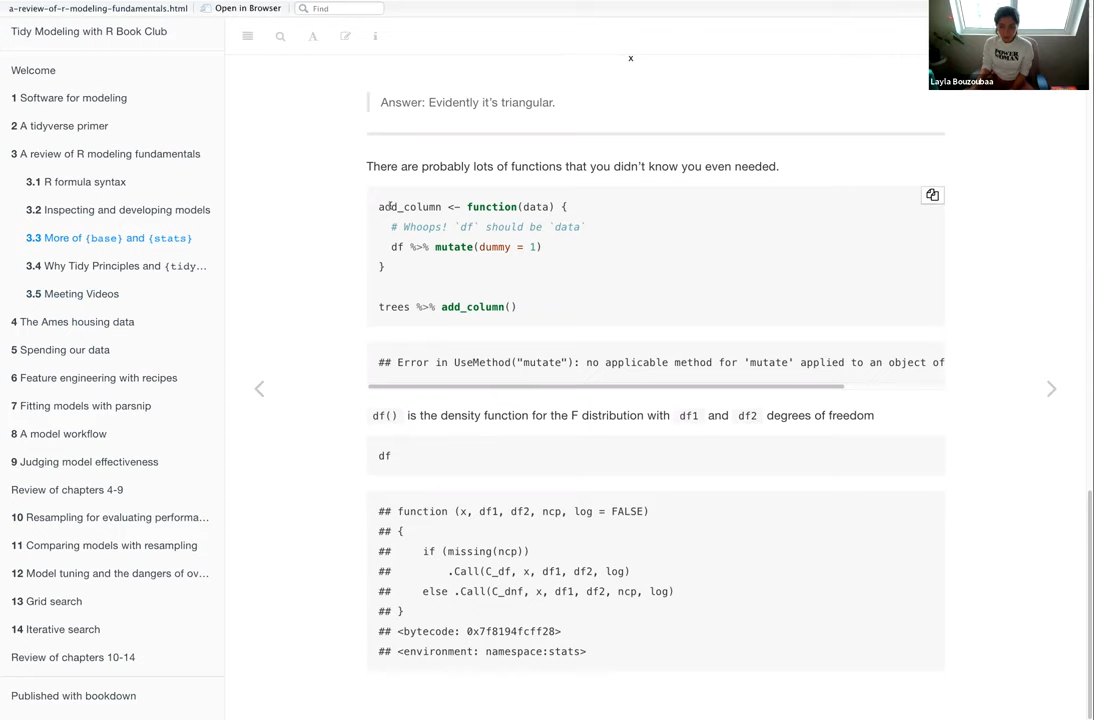 a-review-of-r-modeling-fundamentals.html
Open in Browser
Find
Tidy Modeling with R Book Club
Welcome
1 Software for modeling
2 A tidyverse primer
3 A review of R modeling fundamentals
3.1 R formula syntax
3.2 Inspecting and developing models
3.3 More of {base} and {stats}
3.4 Why Tidy Principles and {tidy...
3.5 Meeting Videos
4 The Ames housing data
5 Spending our data
6 Feature engineering with recipes
7 Fitting models with parsnip
8 A model workflow
9 Judging model effectiveness
Review of chapters 4-9
10 Resampling for evaluating performa...
11 Comparing models with resampling
12 Model tuning and the dangers of ov...
13 Grid search
14 Iterative search
Review of chapters 10-14
Published with bookdown
A
i
x
Answer: Evidently it's triangular.
There are probably lots of functions that you didn't know you even needed.
add_column <- function(data) {
# Whoops! `df` should be `data`
df %>% mutate(dummy = 1)
}
trees %>% add_column()
## Error in UseMethod("mutate"): no applicable method for 'mutate' applied to an object of
df() is the density function for the F distribution with df1 and df2 degrees of freedom
df
## function (x, df1, df2, ncp, log = FALSE)
## {
##     if (missing(ncp))
##         .Call(C_df, x, df1, df2, log)
##     else .Call(C_dnf, x, df1, df2, ncp, log)
## }
## <bytecode: 0x7f8194fcff28>
## <environment: namespace:stats>
POWER
WOMAN
Layla Bouzoubaa